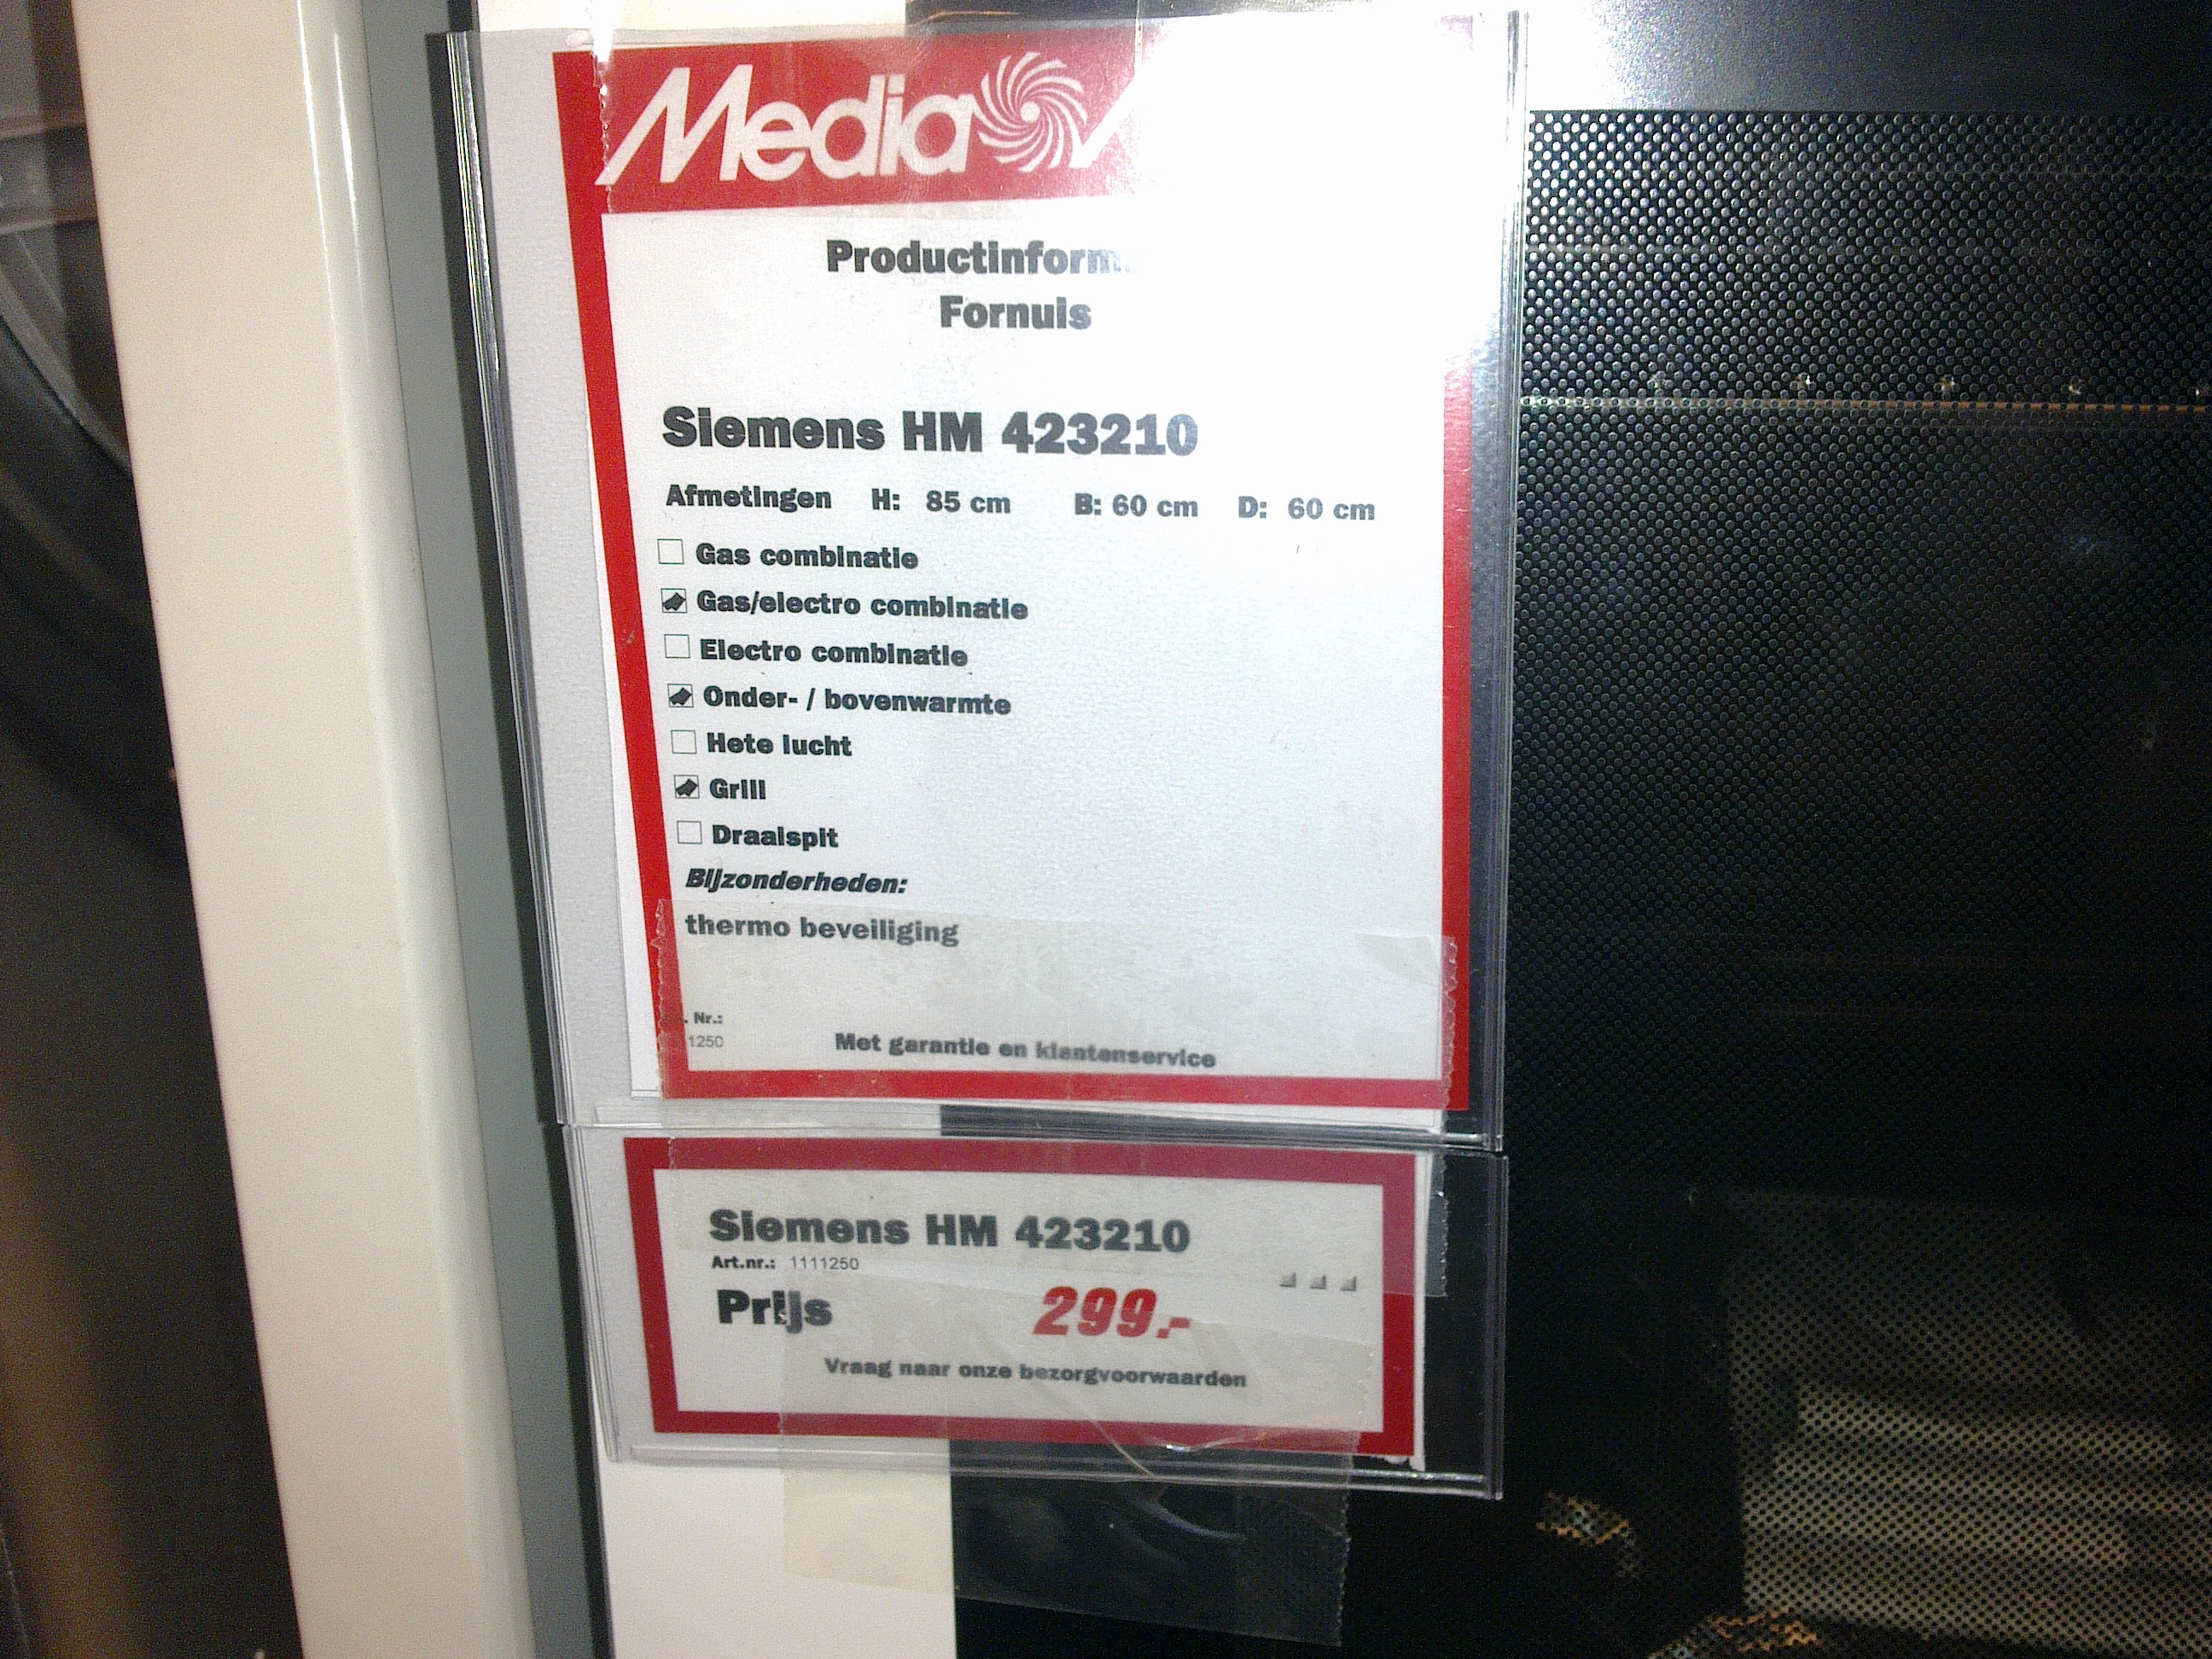 Media
Fornuis
Siemens HM 423210
Afmetingen H: 85 cm B: 60 cm D: 60 cm
Gas combinatie
Gas/electro combinatie
Electro combinatie
Onder- / bovenwarmte
Hete lucht
Grill
Draaispit
Bijzonderheden:
thermo beveiliging
. Nr.:
1250
Met garantie en klantenservice
Siemens HM 423210
Art.nr.: 1111250
Prijs 299.-
Vraag naar onze bezorgvoorwaarden